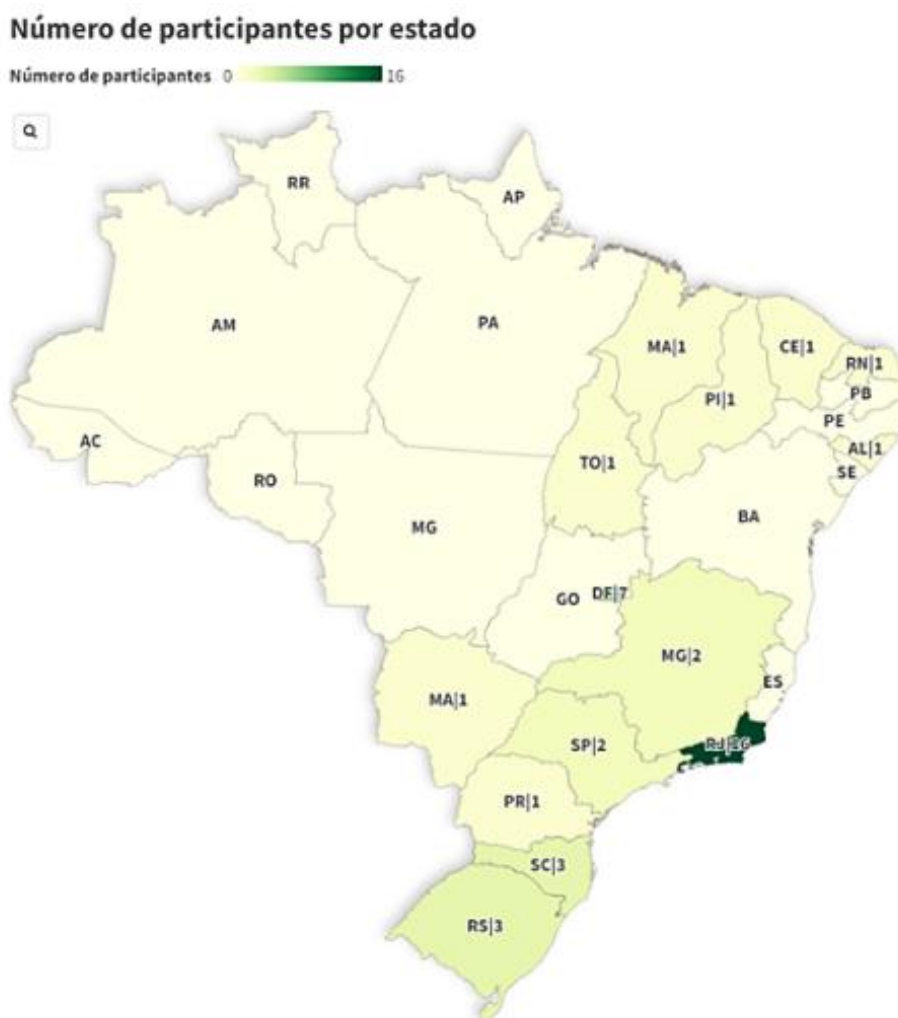 Número de participantes por estado
Número de participantes 0 16
RR
AP
AM
PA
MA|1
CE|1
RN|1
PB
PI|1
PE
AC
AL|1
TO|1
SE
RO
BA
MG
GO
DF|7
MG|2
ES
MA|1
SP|2
RJ|16
PR|1
SC|3
RS|3